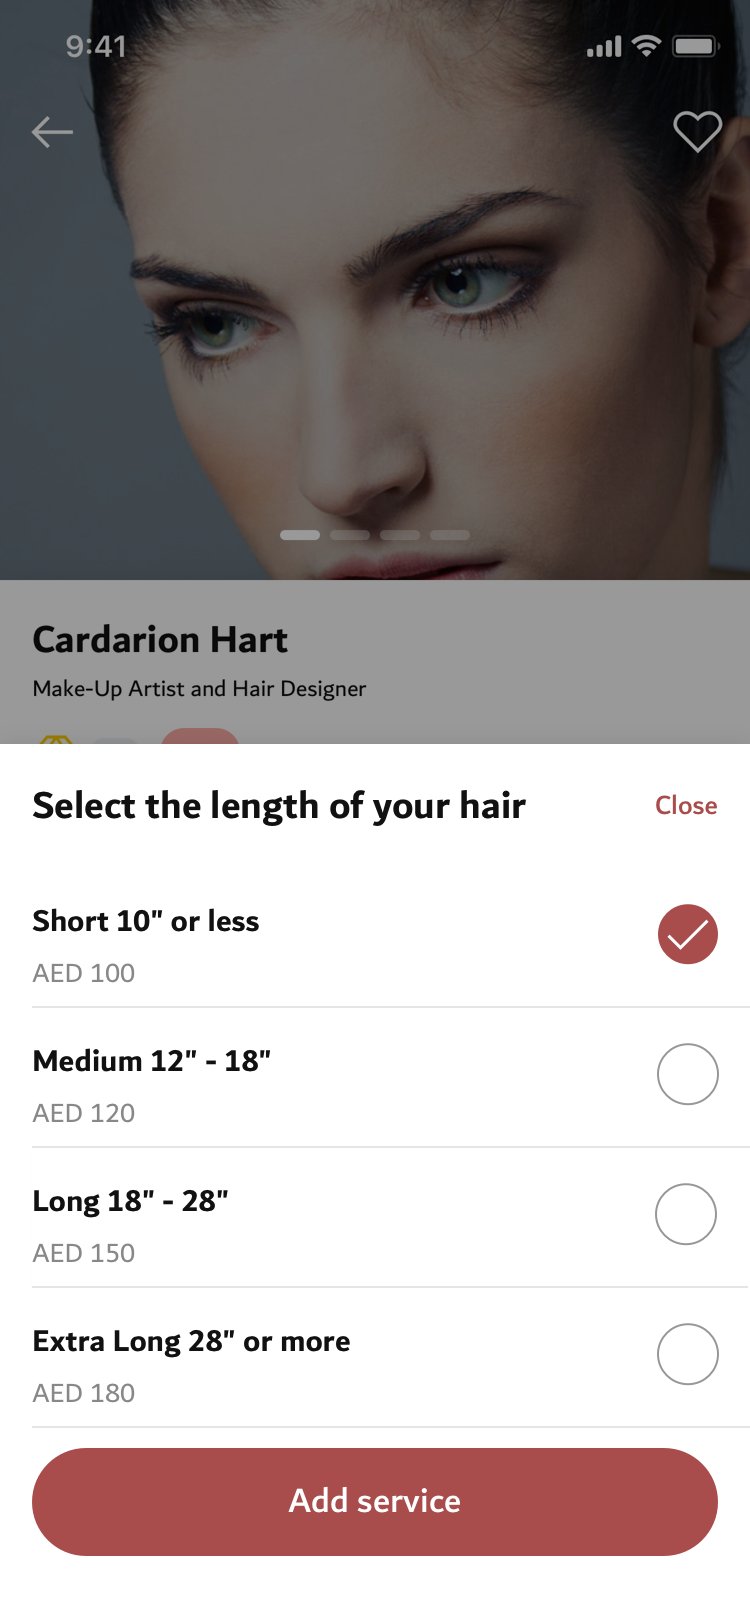 9:41
Cardarion Hart
Make-Up Artist and Hair Designer
Select the length of your hair
Close
Short 10" or less
AED 100
Medium 12" - 18"
AED 120
Long 18" - 28"
AED 150
Extra Long 28" or more
AED 180
Add service